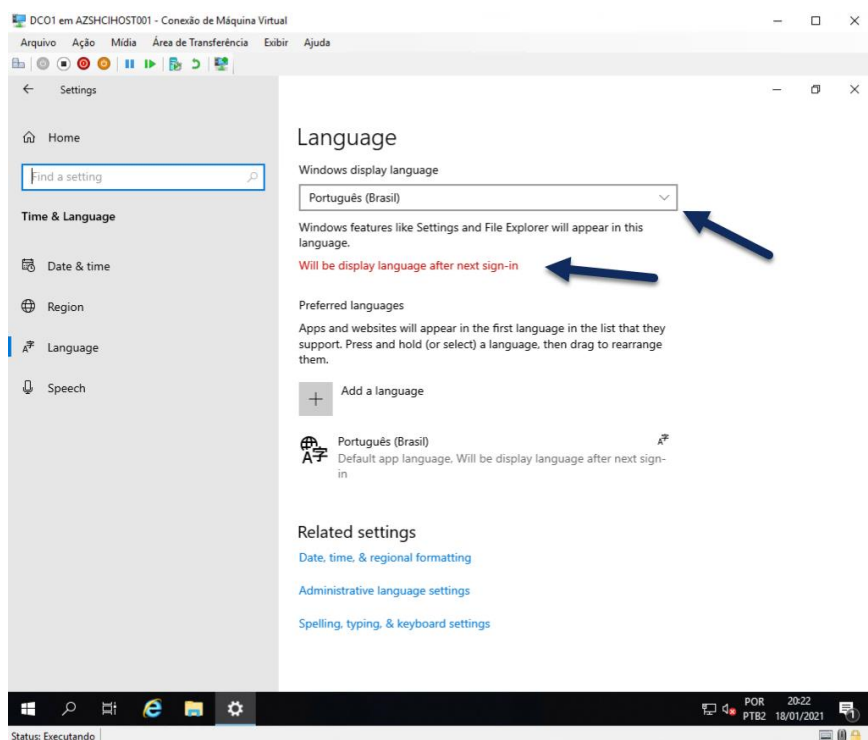 DCO1 em AZSHCIHOST001 - Conexão de Máquina Virtual
Arquivo Ação Mídia Área de Transferência Exibir Ajuda
Settings
Home
Find a setting
Time & Language
Date & time
Region
Language
Speech
Language
Windows display language
Português (Brasil)
Windows features like Settings and File Explorer will appear in this
language.
Will be display language after next sign-in
Preferred languages
Apps and websites will appear in the first language in the list that they
support. Press and hold (or select) a language, then drag to rearrange
them.
Add a language
Português (Brasil)
Default app language, Will be display language after next sign-
in
Related settings
Date, time, & regional formatting
Administrative language settings
Spelling, typing, & keyboard settings
POR 20:22
PTB2 18/01/2021
1
Status: Executando